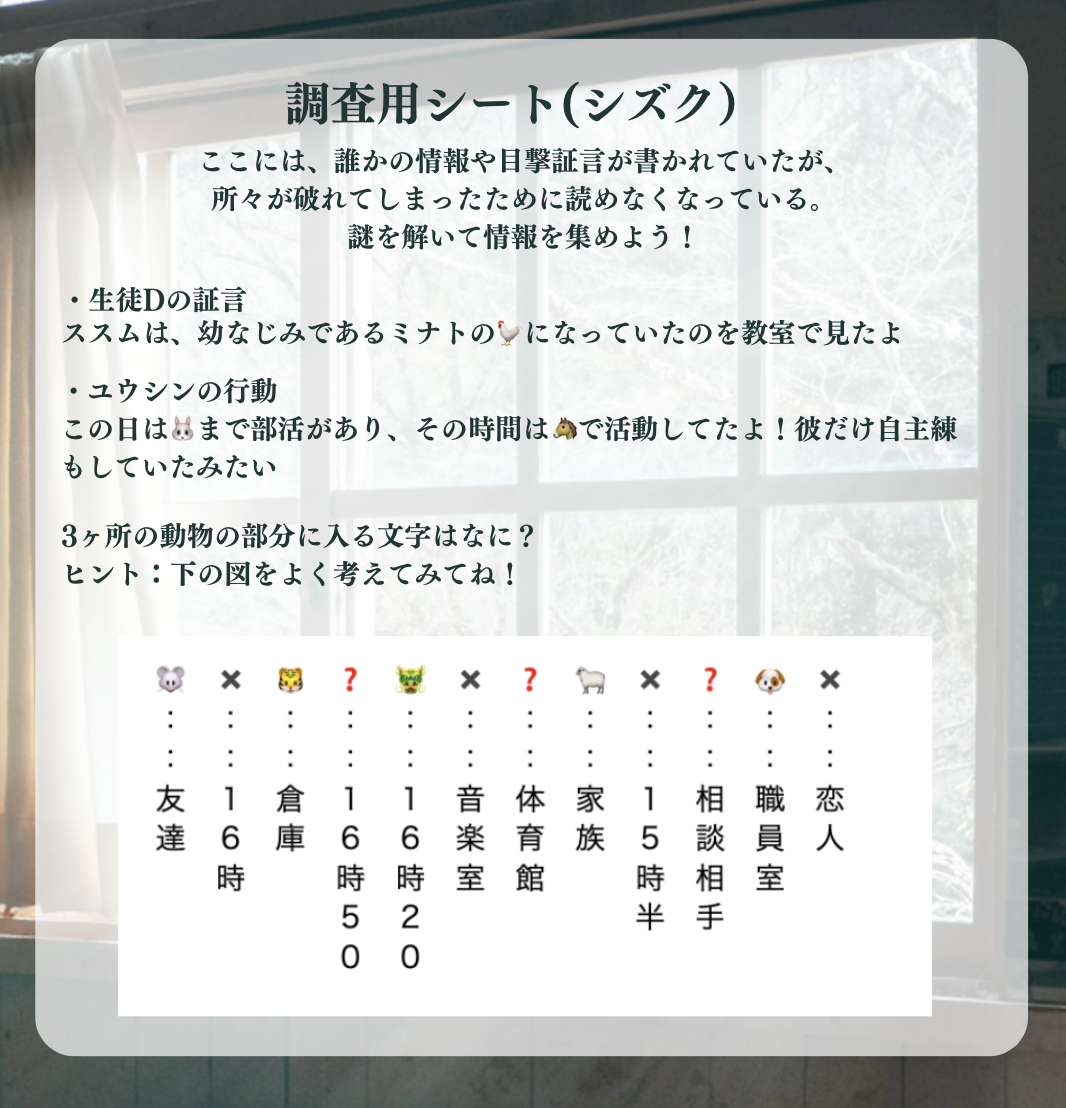 調査用シート(シズク)
ここには、誰かの情報や目撃証言が書かれていたが、
所々が破れてしまったために読めなくなっている。
謎を解いて情報を集めよう！
・生徒Dの証言
ススムは、幼なじみであるミナトの🐓になっていたのを教室で見たよ
・ユウシンの行動
この日は🐰まで部活があり、その時間は🐴で活動してたよ！彼だけ自主練
もしていたみたい
3ヶ所の動物の部分に入る文字はなに？
ヒント：下の図をよく考えてみてね！
🐭：：友達
✖：：16時
🐯：：倉庫
❓：：16時50
🐲：：16時20
✖：：音楽室
❓：：体育館
🐑：：家族
✖：：15時半
❓：：相談相手
🐶：：職員室
✖：：恋人